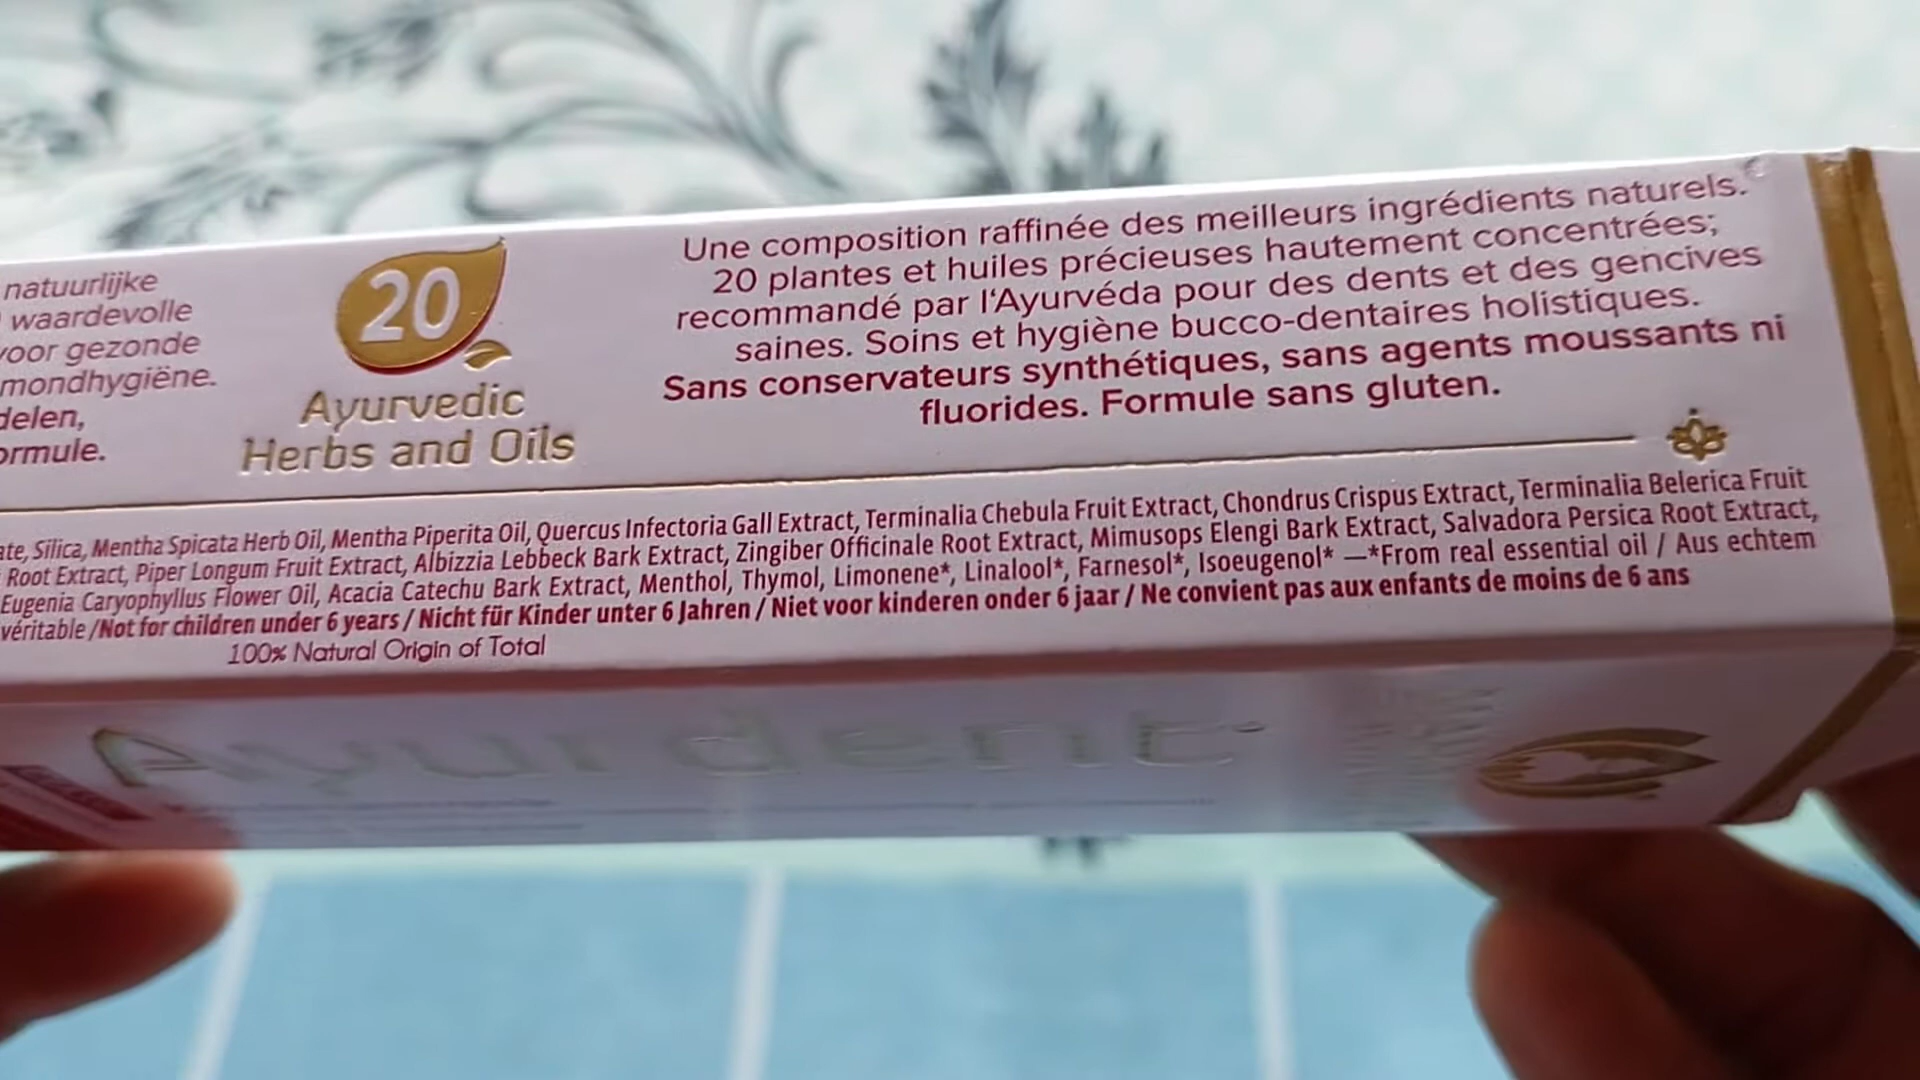 natuurlijke
waardevolle
voor gezonde
mondhygiëne.
delen,
ormule.
20
Ayurvedic
Herbs and Oils
Une composition raffinée des meilleurs ingrédients naturels.
20 plantes et huiles précieuses hautement concentrées;
recommandé par l'Ayurvéda pour des dents et des gencives
saines. Soins et hygiène bucco-dentaires holistiques.
Sans conservateurs synthétiques, sans agents moussants ni
fluorides. Formule sans gluten.
ate, Silica, Mentha Spicata Herb Oil, Mentha Piperita Oil, Quercus Infectoria Gall Extract, Terminalia Chebula Fruit Extract, Chondrus Crispus Extract, Terminalia Belerica Fruit
Root Extract, Piper Longum Fruit Extract, Albizzia Lebbeck Bark Extract, Zingiber Officinale Root Extract, Mimusops Elengi Bark Extract, Salvadora Persica Root Extract,
Eugenia Caryophyllus Flower Oil, Acacia Catechu Bark Extract, Menthol, Thymol, Limonene*, Linalool*, Farnesol*, Isoeugenol* —*From real essential oil / Aus echtem
véritable /Not for children under 6 years / Nicht für Kinder unter 6 Jahren / Niet voor kinderen onder 6 jaar / Ne convient pas aux enfants de moins de 6 ans
100% Natural Origin of Total
Ayurdent